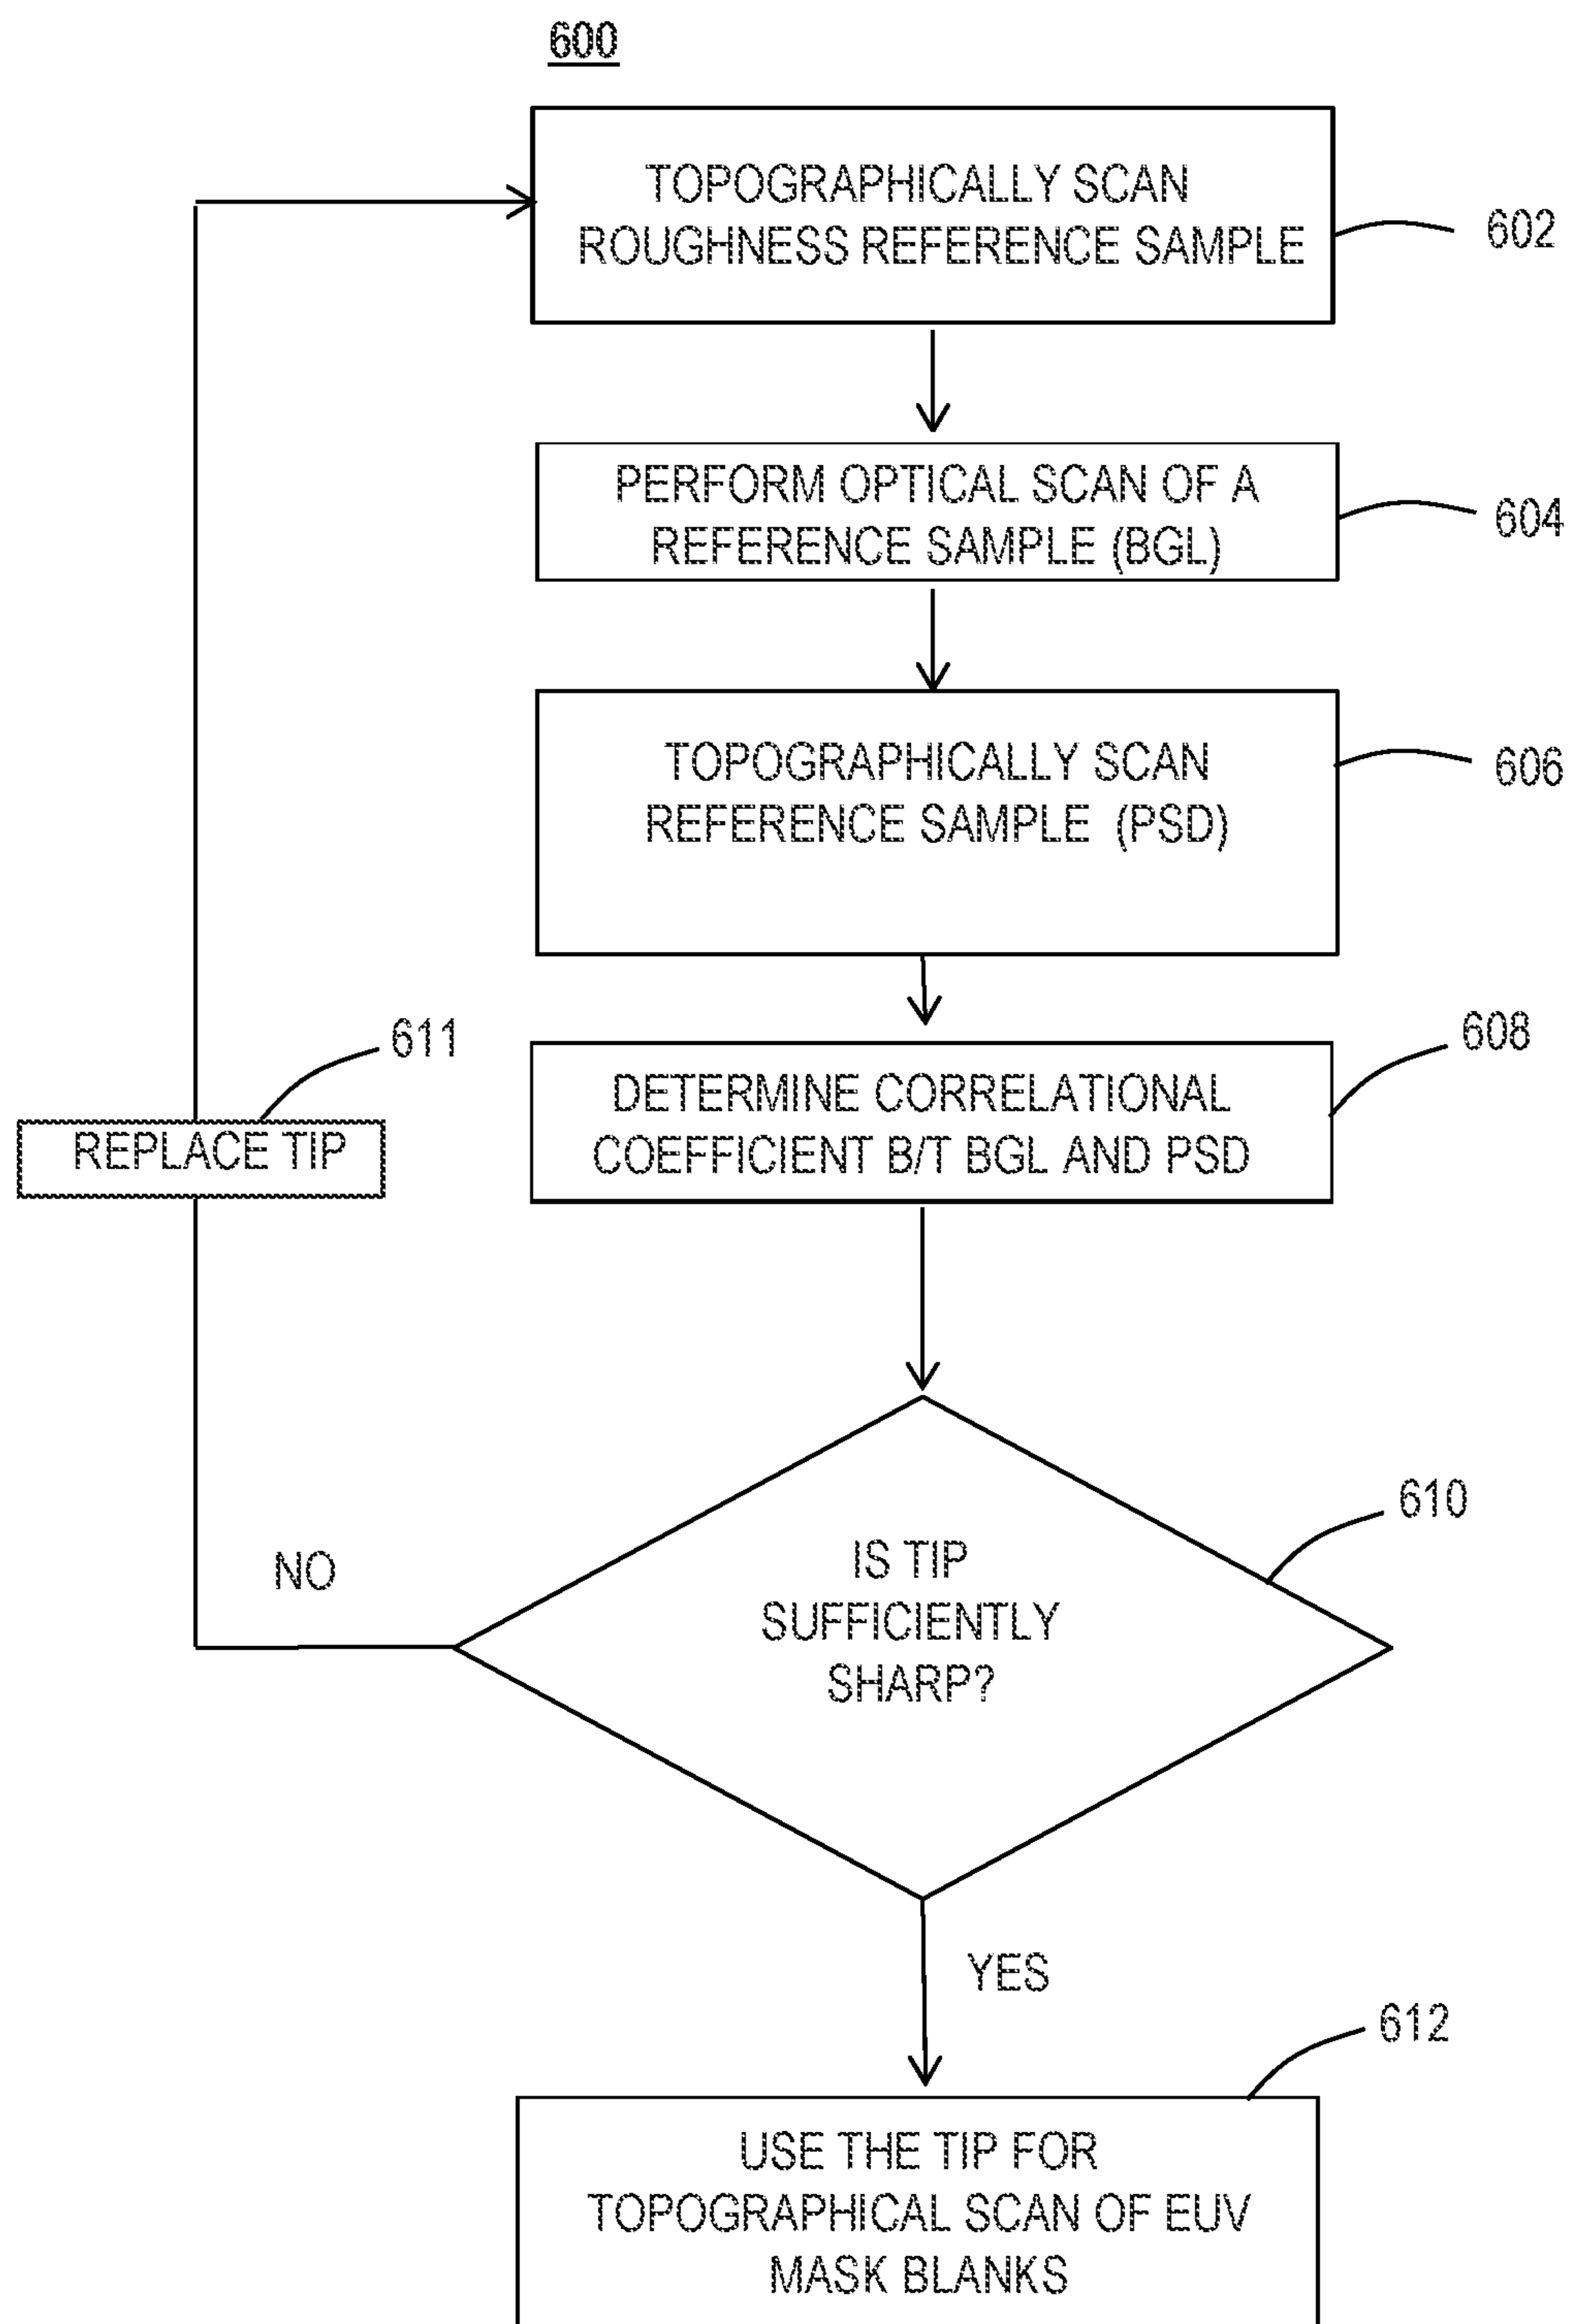 600
TOPOGRAPHICALLY SCAN
ROUGHNESS REFERENCE SAMPLE
602
PERFORM OPTICAL SCAN OF A
REFERENCE SAMPLE (BGL)
604
TOPOGRAPHICALLY SCAN
REFERENCE SAMPLE (PSD)
606
611
608
DETERMINE CORRELATIONAL
COEFFICIENT B/T BGL AND PSD
REPLACE TIP
610
IS TIP
SUFFICIENTLY
SHARP?
NO
YES
612
USE THE TIP FOR
TOPOGRAPHICAL SCAN OF EUV
MASK BLANKS